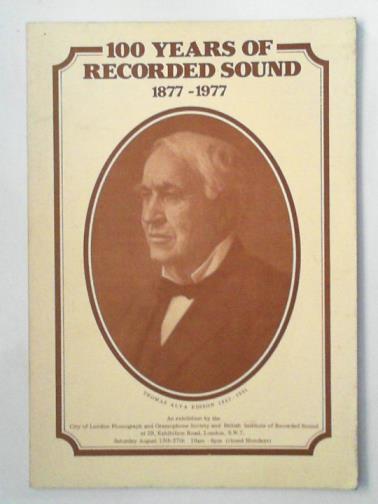 100 YEARS OF
RECORDED SOUND
1877 - 1977
THOMAS ALVA EDISON 1847-1931
An exhibition by the
City of London Phonograph and Gramophone Society and British Institute of Recorded Sound
at 29, Exhibition Road, London, S.W.7.
Saturday August 13th-27th 10am - 6pm (closed Mondays)